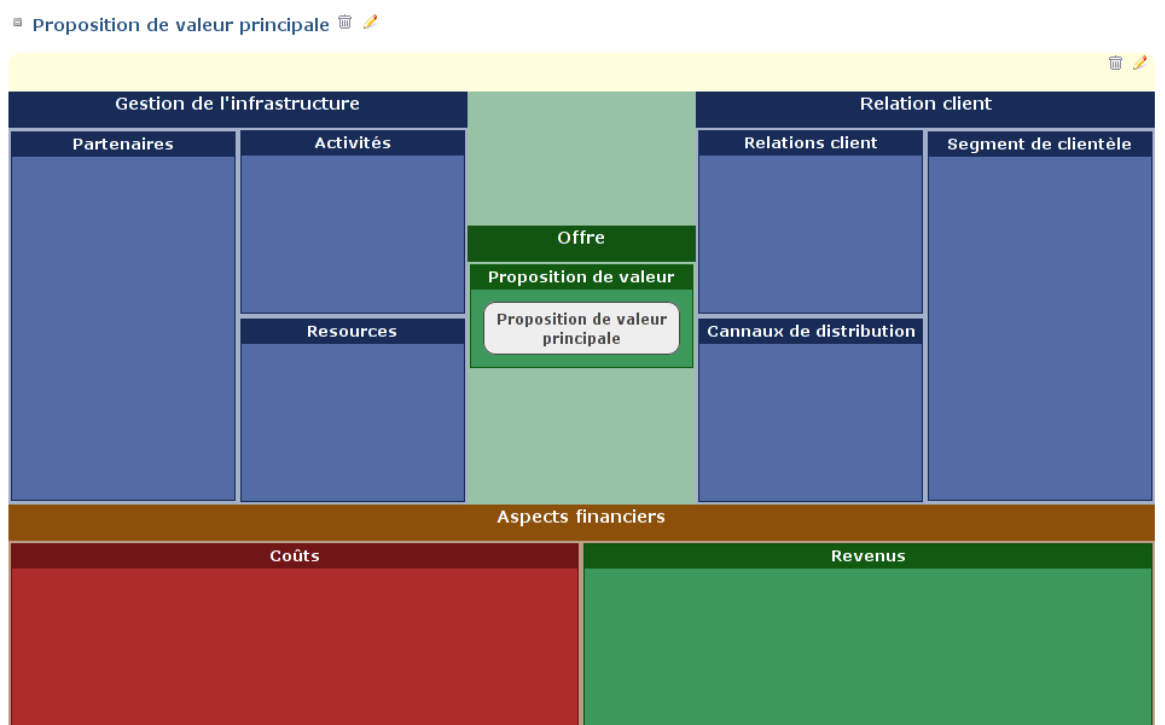 Proposition de valeur principale
Gestion de l'infrastructure
Relation client
Partenaires
Activités
Relations client
Segment de clientèle
Offre
Proposition de valeur
Proposition de valeur
principale
Resources
Cannaux de distribution
Aspects financiers
Coûts
Revenus